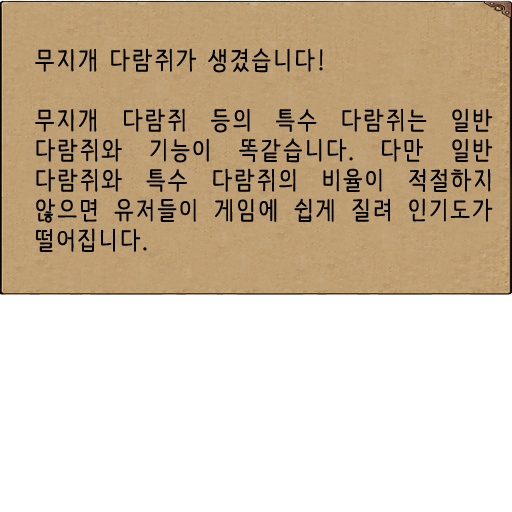 무지개 다람쥐가 생겼습니다!
무지개 다람쥐 등의 특수 다람쥐는 일반
다람쥐와 기능이 똑같습니다. 다만 일반
다람쥐와 특수 다람쥐의 비율이 적절하지
않으면 유저들이 게임에 쉽게 질려 인기도가
떨어집니다.